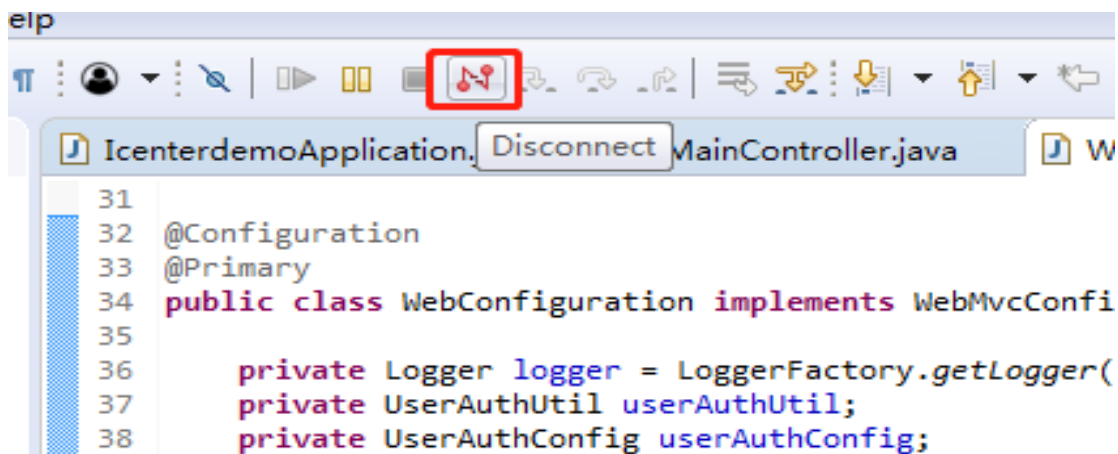 elp
IcenterdemoApplication.
Disconnect
MainController.java
W
31
32 @Configuration
33 @Primary
34 public class WebConfiguration implements WebMvcConfi
35
36 private Logger logger = LoggerFactory.getLogger(
37 private UserAuthUtil userAuthUtil;
38 private UserAuthConfig userAuthConfig;